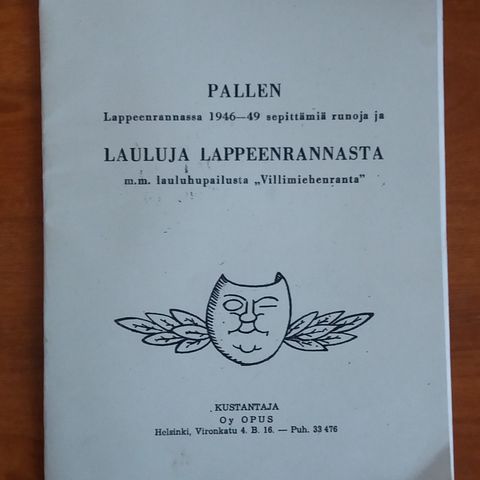 PALLEN
Lappeenrannassa 1946—49 sepittämiä runoja ja
LAULUJA LAPPEENRANNASTA
m.m. lauluhupailusta „Villimiehenranta”
KUSTANTAJA
Oy OPUS
Helsinki, Vironkatu 4. B. 16. — Puh. 33 476